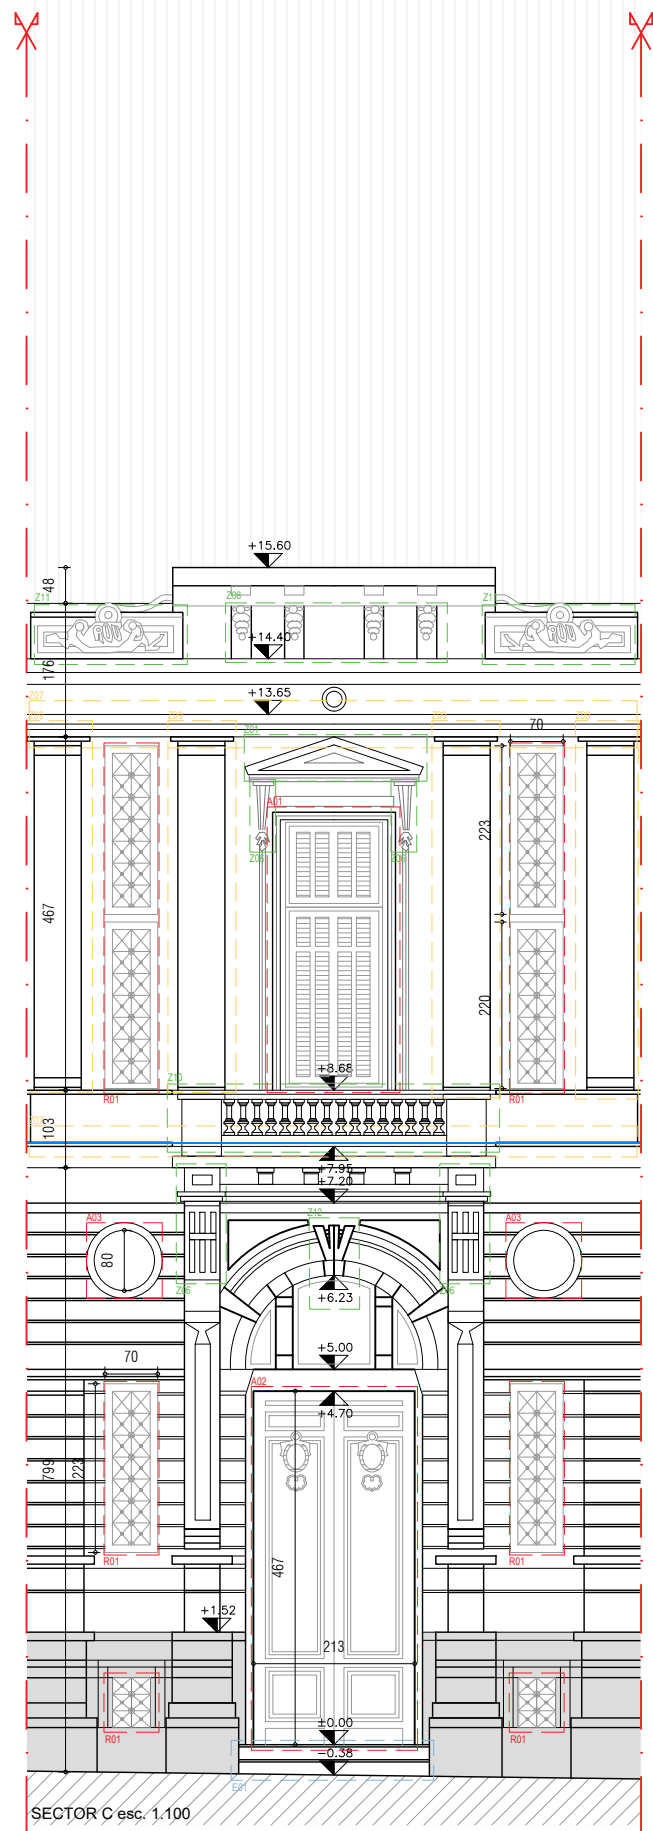 +15.60
48
Z11
Z08
Z11
+14.40
176
+13.65
Z07
70
Z01
A01
223
Z06
Z06
467
220
+8.68
Z10
R01
R01
103
+7.95
+7.20
Z12
A03
A03
80
Z06
Z06
+6.23
+5.00
70
A02
+4.70
799
223
R01
R01
467
+1.52
213
±0.00
R01
R01
-0.38
E01
SECTOR C esc. 1.100